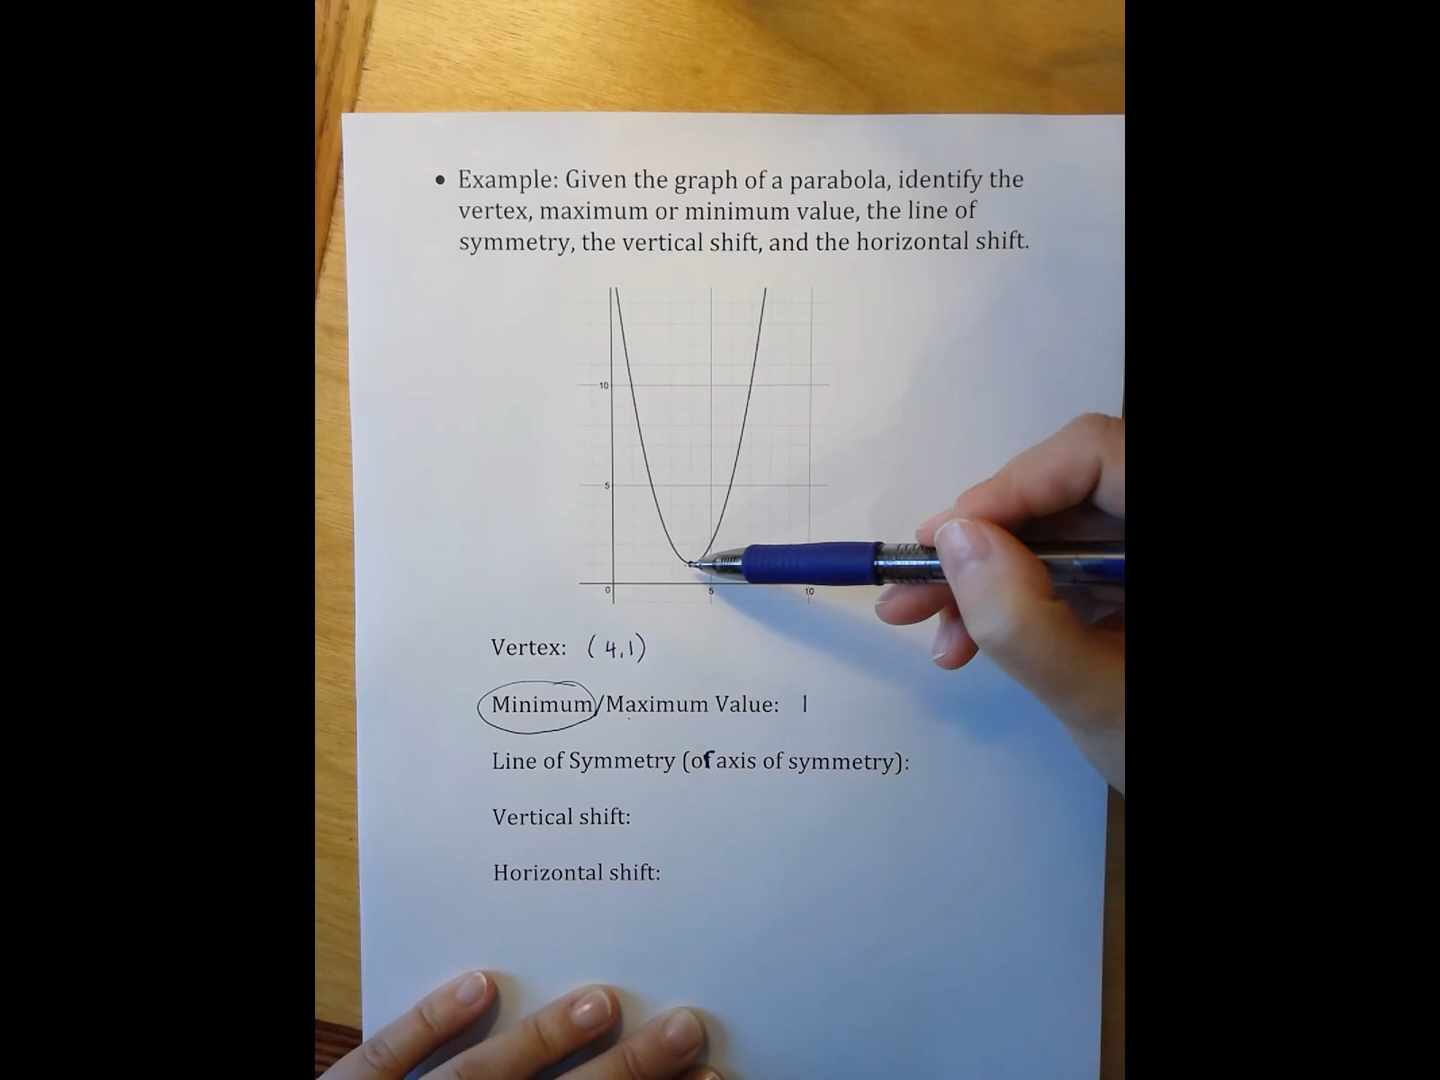 • Example: Given the graph of a parabola, identify the
vertex, maximum or minimum value, the line of
symmetry, the vertical shift, and the horizontal shift.
10
5
0 5 10
Vertex: (4,1)
Minimum/Maximum Value: 1
Line of Symmetry (of axis of symmetry):
Vertical shift:
Horizontal shift: